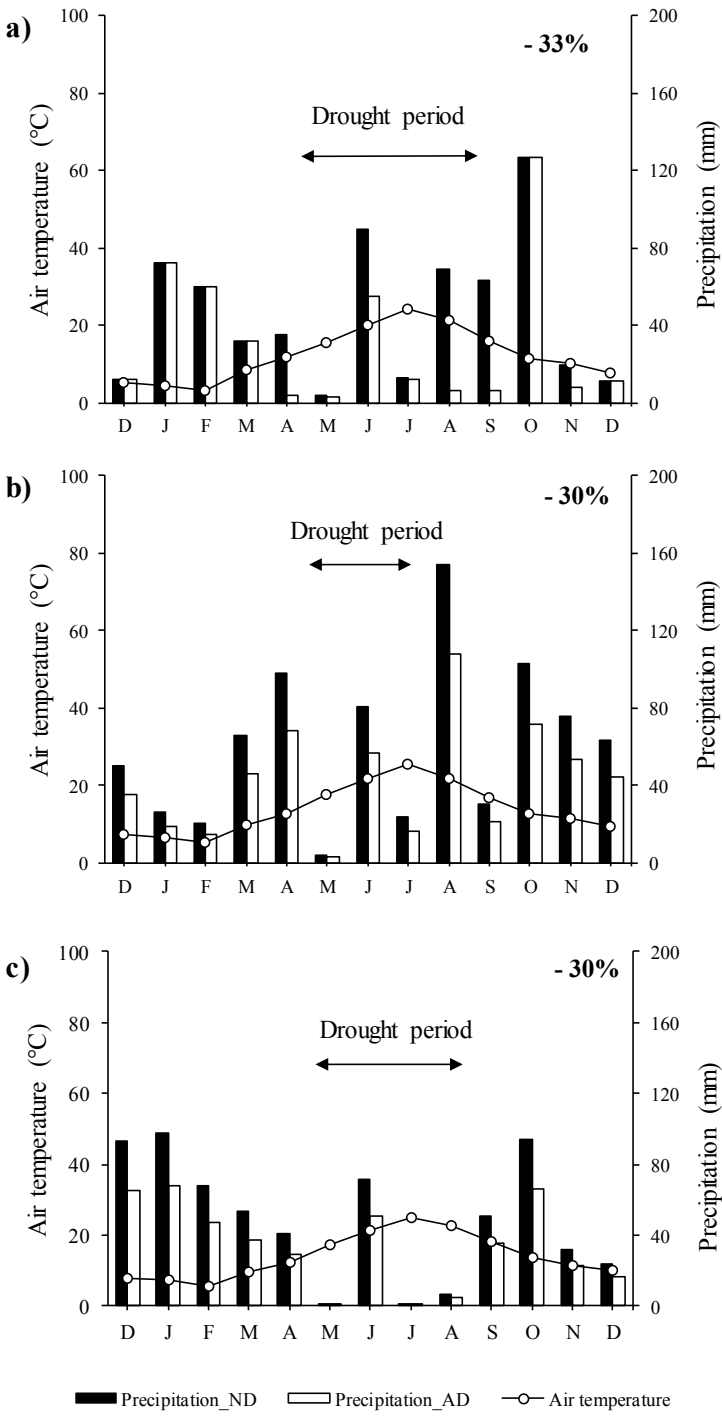 a)
- 33%
Drought period
Air temperature (°C)
100
80
60
40
20
0
Precipitation (mm)
200
160
120
80
40
0
D J F M A M J J A S O N D
b)
- 30%
Drought period
Air temperature (°C)
100
80
60
40
20
0
Precipitation (mm)
200
160
120
80
40
0
D J F M A M J J A S O N D
c)
- 30%
Drought period
Air temperature (°C)
100
80
60
40
20
0
Precipitation (mm)
200
160
120
80
40
0
D J F M A M J J A S O N D
Precipitation_ND Precipitation_AD Air temperature